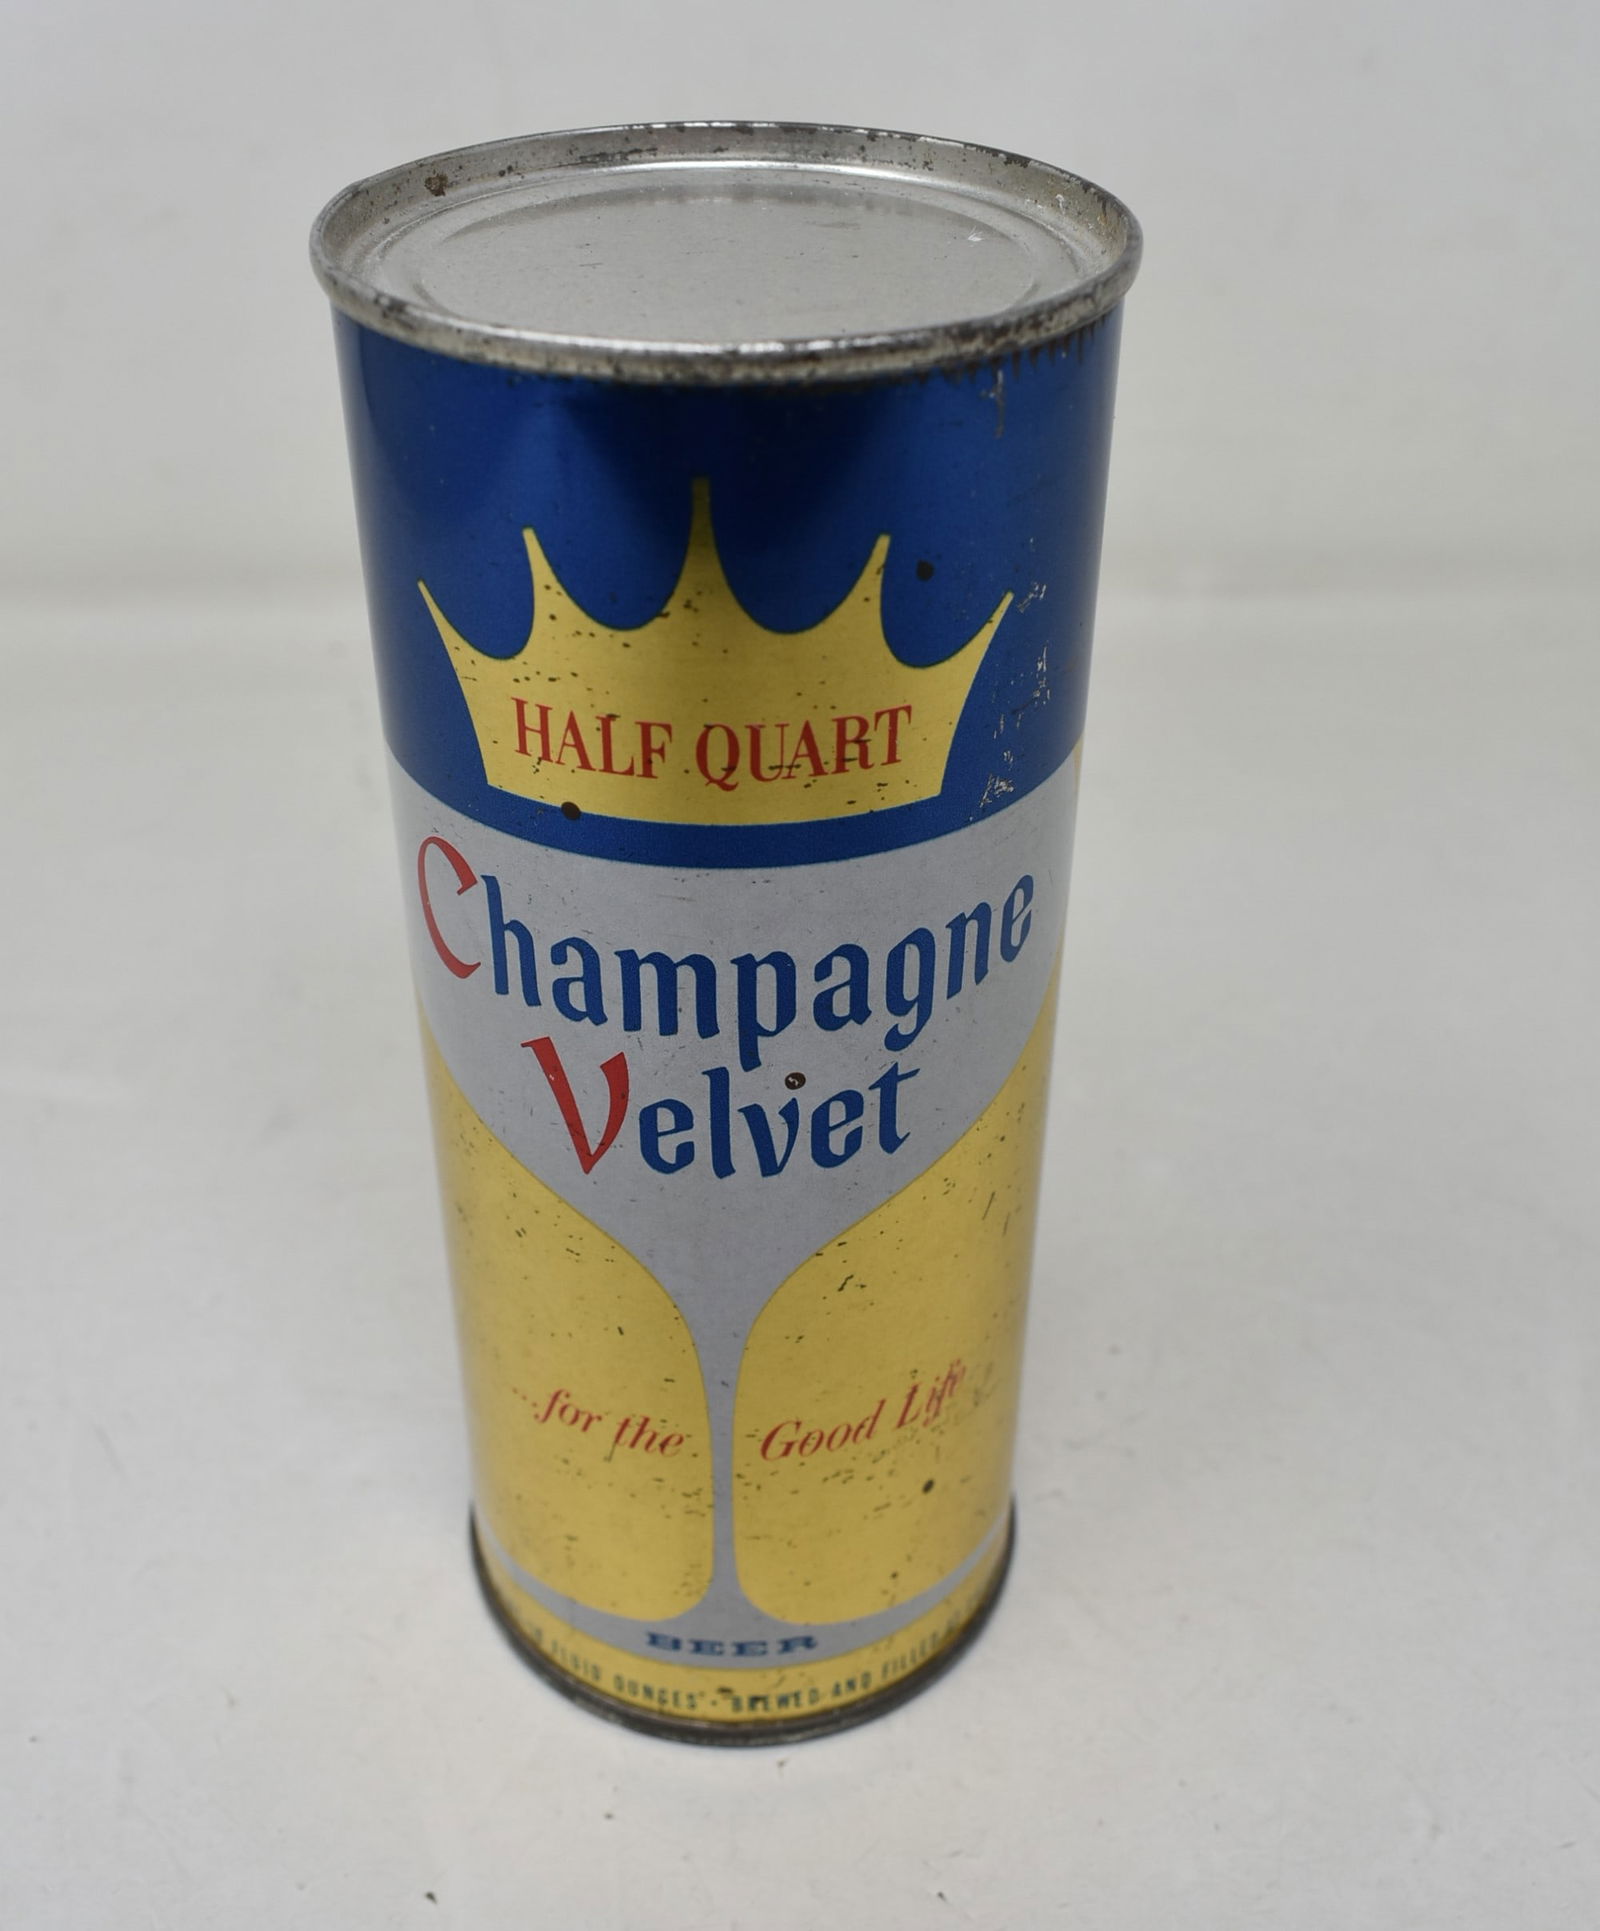 HALF QUART
Champagne
Velvet
...for the Good Life
BEER
FLUID OUNCES · BREWED AND FILLED